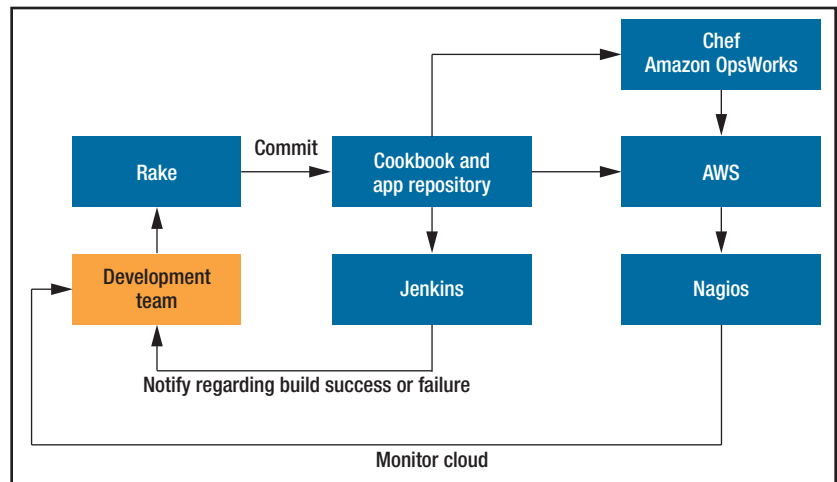 Chef
Amazon OpsWorks
Commit
Rake
Cookbook and
app repository
AWS
Development
team
Jenkins
Nagios
Notify regarding build success or failure
Monitor cloud